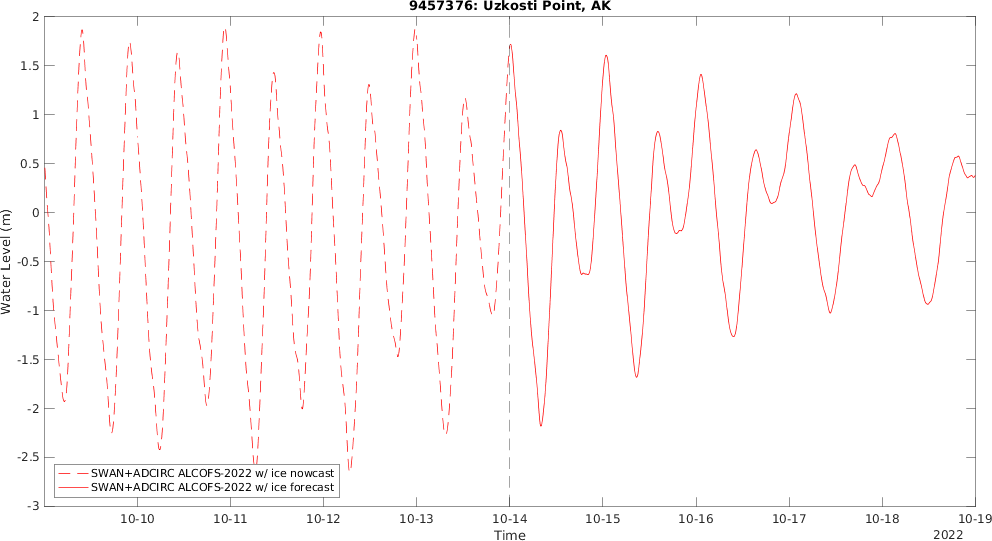 9457376: Uzkosti Point, AK
2
1.5
1
0.5
0
-0.5
-1
-1.5
-2
-2.5
-3
Water Level (m)
SWAN+ADCIRC ALCOFS-2022 w/ ice nowcast
SWAN+ADCIRC ALCOFS-2022 w/ ice forecast
10-10 10-11 10-12 10-13 10-14 10-15 10-16 10-17 10-18 10-19
Time
2022